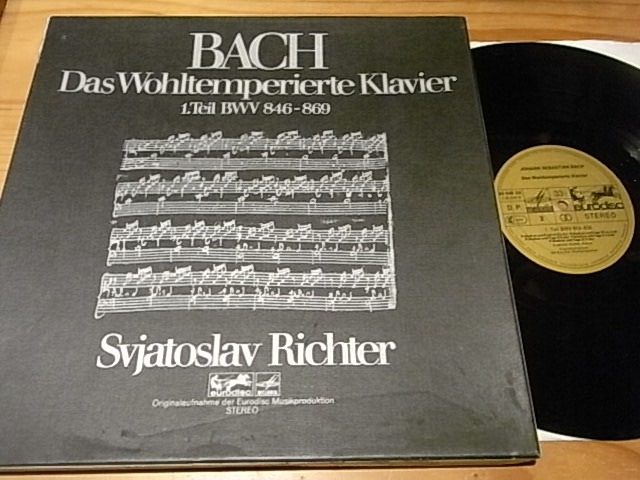 BACH
Das Wohltemperierte Klavier
1.Teil BWV 846-869
Svjatoslav Richter
eurodisc
Originalaufnahme der Eurodisc Musikproduktion
STEREO
JOHANN SEBASTIAN BACH
Das Wohltemperierte Klavier
33
eurodisc
STEREO